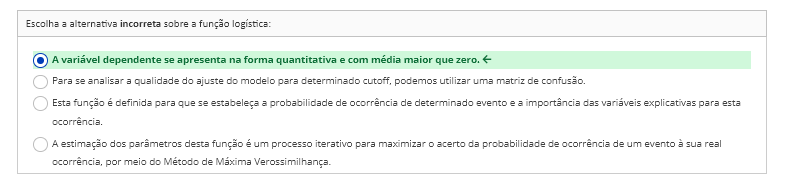 Escolha a alternativa incorreta sobre a função logística:
A variável dependente se apresenta na forma quantitativa e com média maior que zero. ←
Para se analisar a qualidade do ajuste do modelo para determinado cutoff, podemos utilizar uma matriz de confusão.
Esta função é definida para que se estabeleça a probabilidade de ocorrência de determinado evento e a importância das variáveis explicativas para esta
ocorrência.
A estimação dos parâmetros desta função é um processo iterativo para maximizar o acerto da probabilidade de ocorrência de um evento à sua real
ocorrência, por meio do Método de Máxima Verossimilhança.